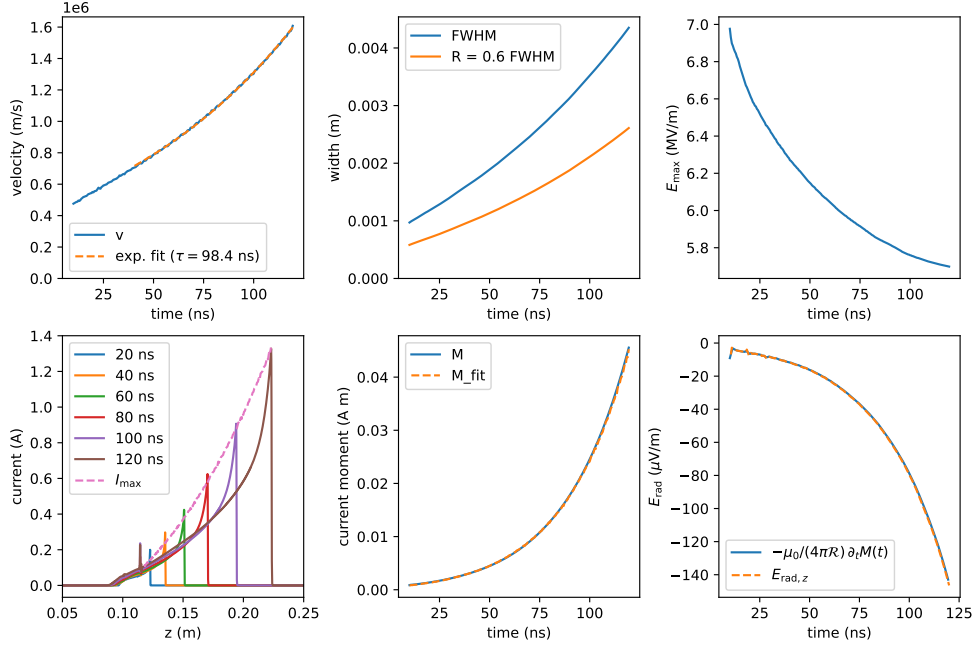 1e6
1.6
1.4
1.2
1.0
0.8
0.6
0.4
0.2
0.0
velocity (m/s)
v
exp. fit (τ = 98.4 ns)
25 50 75 100
time (ns)
0.004
0.003
0.002
0.001
0.000
width (m)
FWHM
R = 0.6 FWHM
25 50 75 100
time (ns)
7.0
6.8
6.6
6.4
6.2
6.0
5.8
E_max (MV/m)
25 50 75 100
time (ns)
1.4
1.2
1.0
0.8
0.6
0.4
0.2
0.0
current (A)
20 ns
40 ns
60 ns
80 ns
100 ns
120 ns
I_max
0.05 0.10 0.15 0.20 0.25
z (m)
0.04
0.03
0.02
0.01
0.00
current moment (A m)
M
M_fit
25 50 75 100
time (ns)
0
−20
−40
−60
−80
−100
−120
−140
E_rad (μV/m)
−μ₀/(4πℛ) ∂ₜM(t)
E_rad, z
25 50 75 100 125
time (ns)